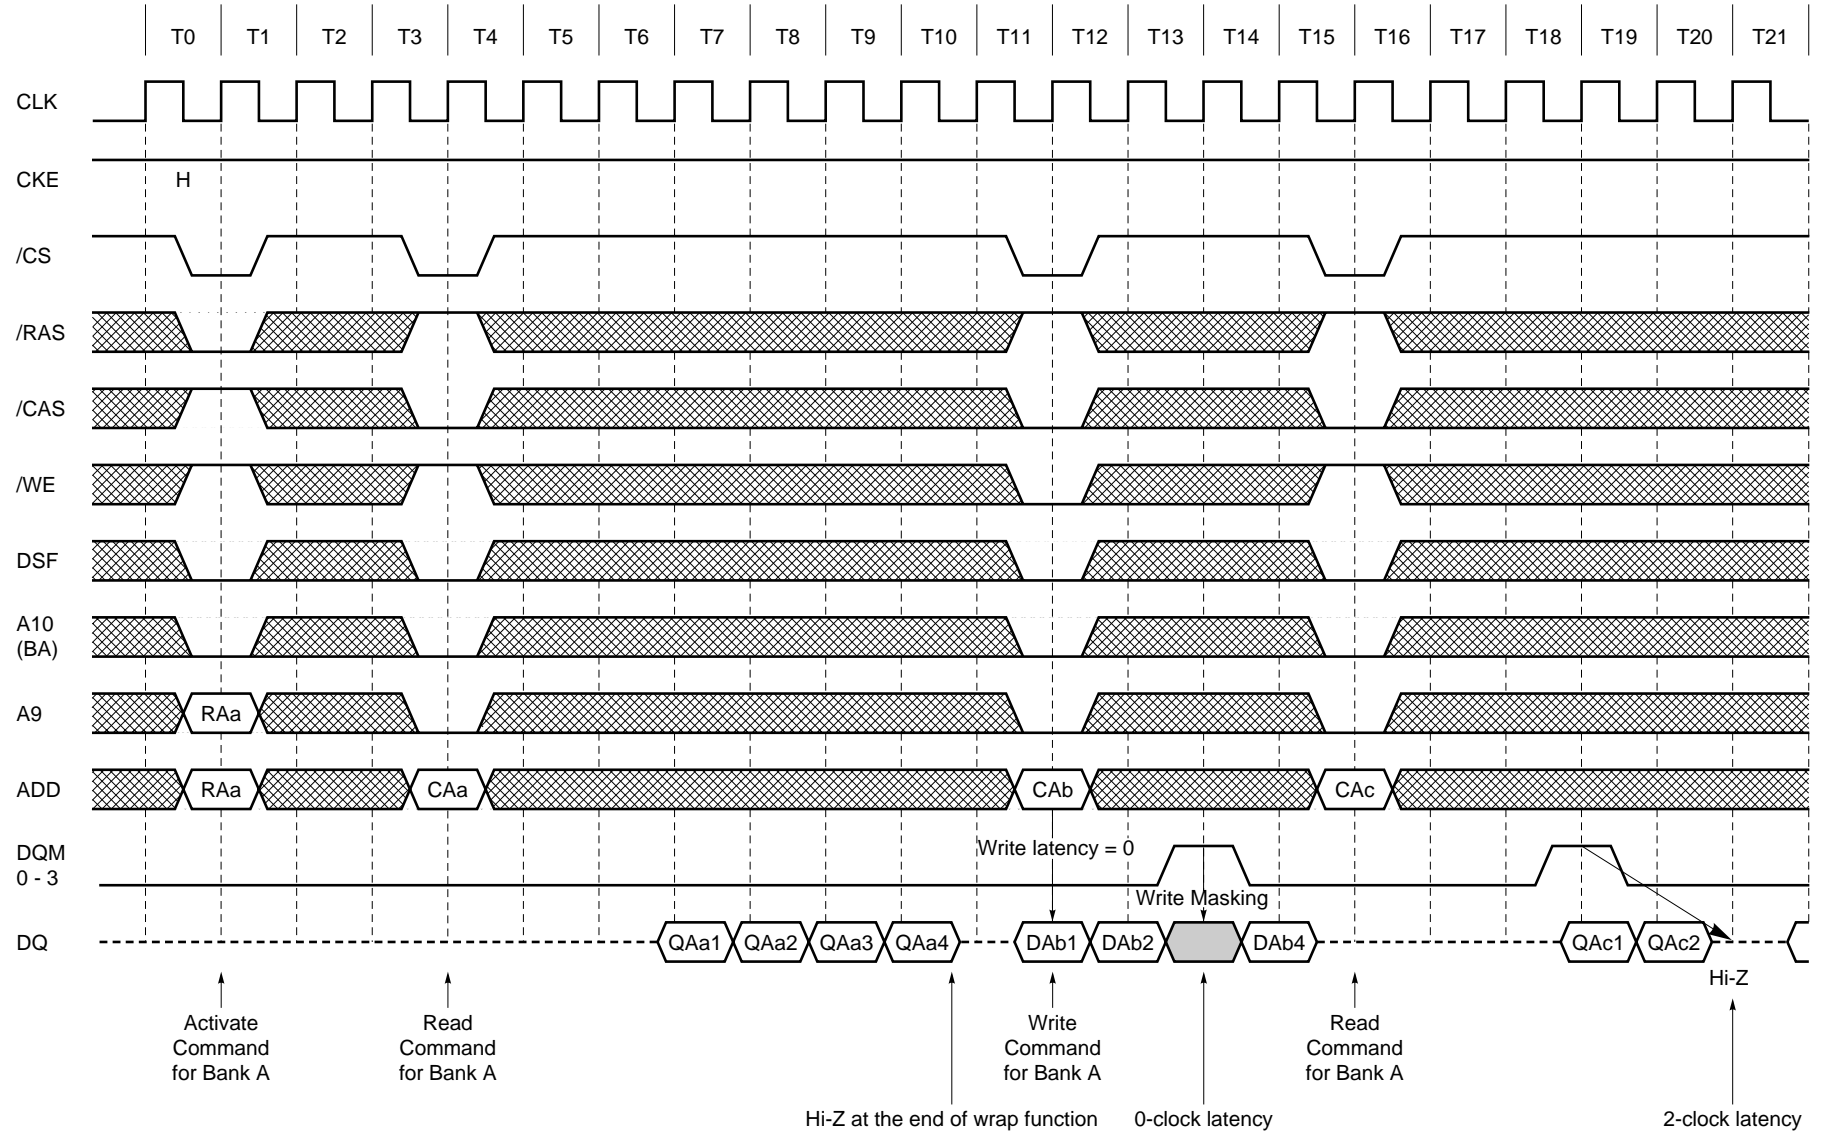 T0 T1 T2 T3 T4 T5 T6 T7 T8 T9 T10 T11 T12 T13 T14 T15 T16 T17 T18 T19 T20 T21
CLK
CKE H
/CS
/RAS
/CAS
/WE
DSF
A10
(BA)
A9 RAa
ADD RAa CAa CAb CAc
DQM
0 - 3
Write latency = 0
Write Masking
DQ QAa1 QAa2 QAa3 QAa4 DAb1 DAb2 DAb4 QAc1 QAc2
Hi-Z
Activate
Command
for Bank A
Read
Command
for Bank A
Write
Command
for Bank A
Read
Command
for Bank A
Hi-Z at the end of wrap function
0-clock latency
2-clock latency